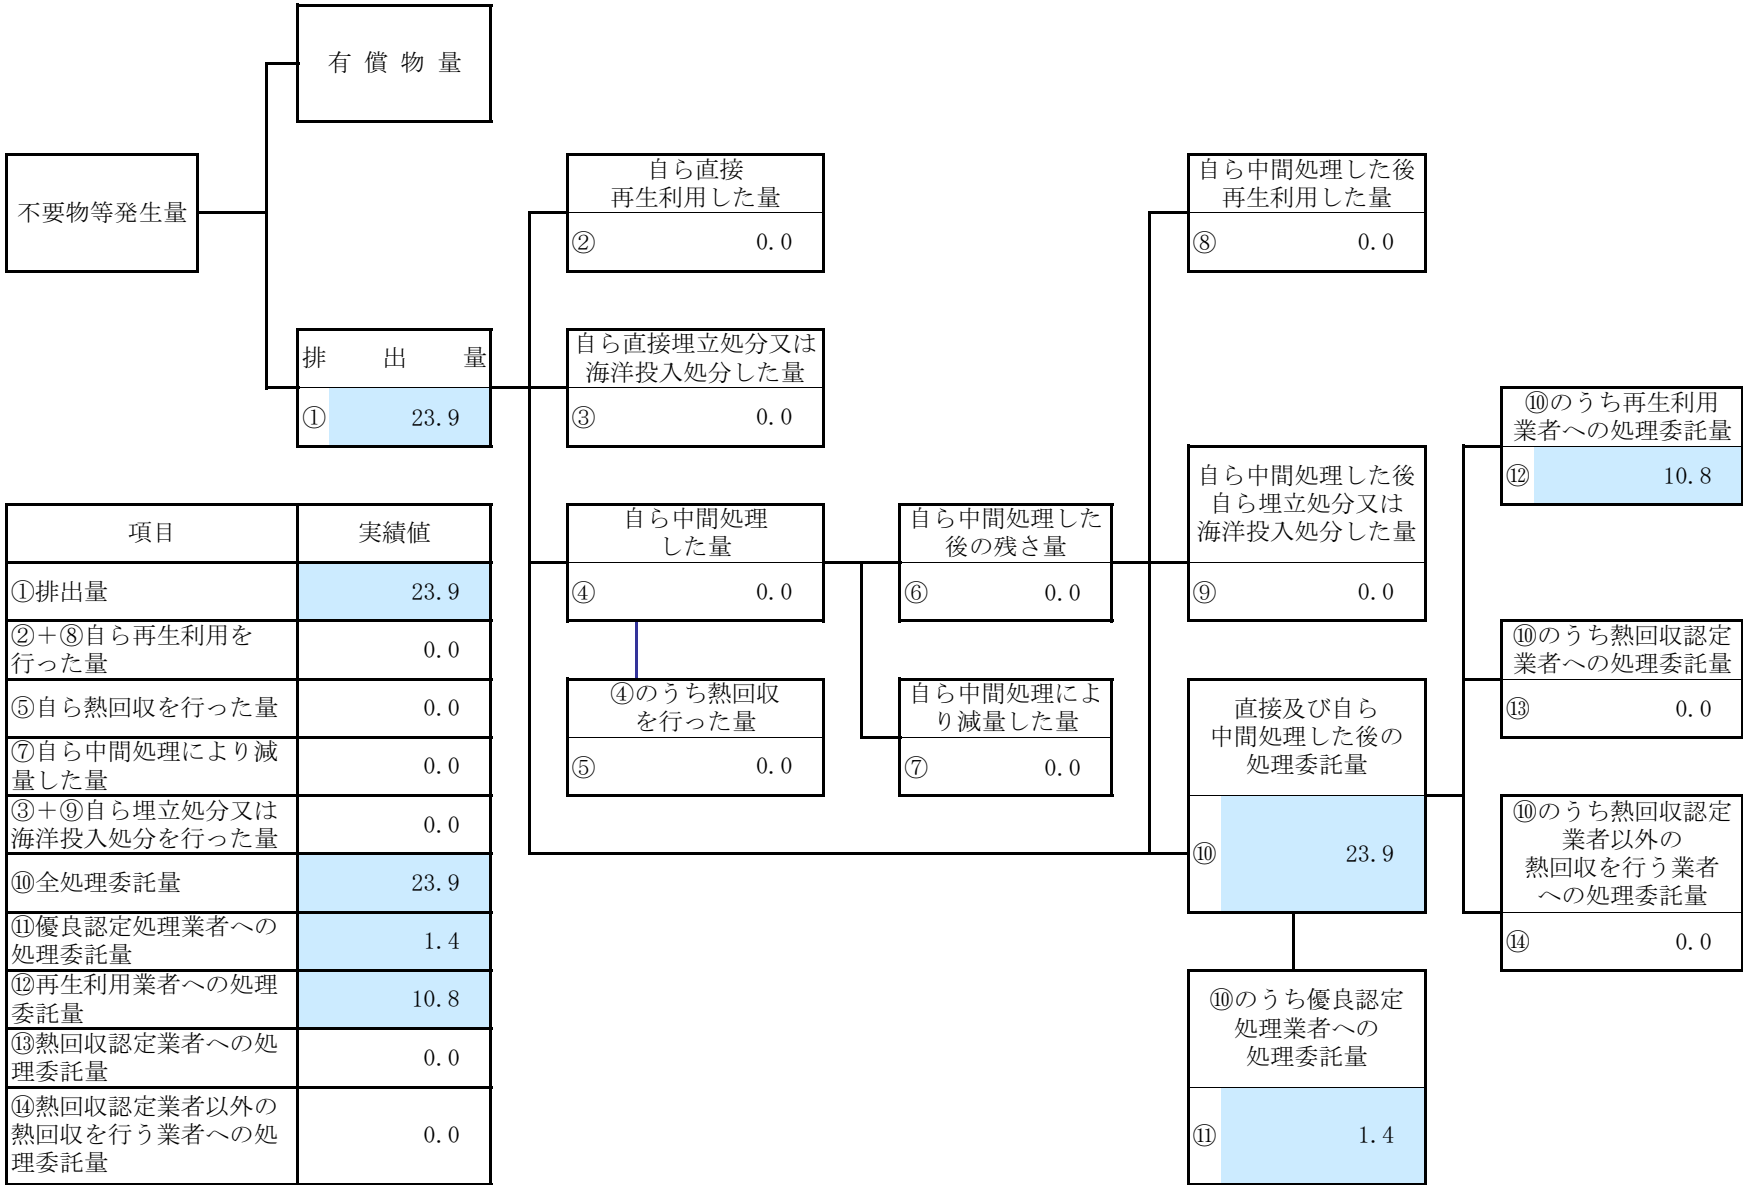 有償物量
不要物等発生量
排出量
① 23.9
自ら直接
再生利用した量
② 0.0
自ら直接埋立処分又は
海洋投入処分した量
③ 0.0
自ら中間処理
した量
④ 0.0
④のうち熱回収
を行った量
⑤ 0.0
自ら中間処理した
後の残さ量
⑥ 0.0
自ら中間処理によ
り減量した量
⑦ 0.0
自ら中間処理した後
再生利用した量
⑧ 0.0
自ら中間処理した後
自ら埋立処分又は
海洋投入処分した量
⑨ 0.0
直接及び自ら
中間処理した後の
処理委託量
⑩ 23.9
⑩のうち優良認定
処理業者への
処理委託量
⑪ 1.4
⑩のうち再生利用
業者への処理委託量
⑫ 10.8
⑩のうち熱回収認定
業者への処理委託量
⑬ 0.0
⑩のうち熱回収認定
業者以外の
熱回収を行う業者
への処理委託量
⑭ 0.0
項目 実績値
①排出量 23.9
②＋⑧自ら再生利用を
行った量 0.0
⑤自ら熱回収を行った量 0.0
⑦自ら中間処理により減
量した量 0.0
③＋⑨自ら埋立処分又は
海洋投入処分を行った量 0.0
⑩全処理委託量 23.9
⑪優良認定処理業者への
処理委託量 1.4
⑫再生利用業者への処理
委託量 10.8
⑬熱回収認定業者への処
理委託量 0.0
⑭熱回収認定業者以外の
熱回収を行う業者への処 0.0
理委託量